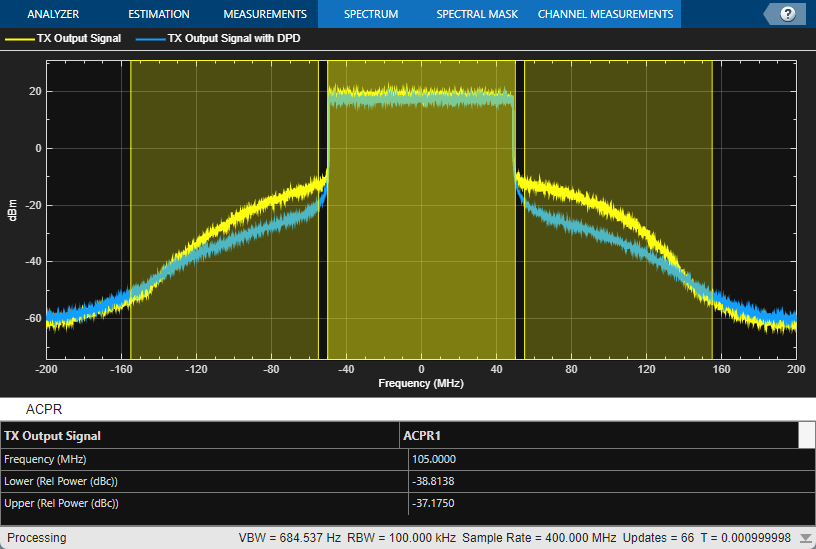 ANALYZER ESTIMATION MEASUREMENTS SPECTRUM SPECTRAL MASK CHANNEL MEASUREMENTS ?
TX Output Signal TX Output Signal with DPD
20
0
-20
-40
-60
dBm
-200 -160 -120 -80 -40 0 40 80 120 160 200
Frequency (MHz)
ACPR
TX Output Signal ACPR1
Frequency (MHz) 105.0000
Lower (Rel Power (dBc)) -38.8138
Upper (Rel Power (dBc)) -37.1750
Processing VBW = 684.537 Hz RBW = 100.000 kHz Sample Rate = 400.000 MHz Updates = 66 T = 0.000999998